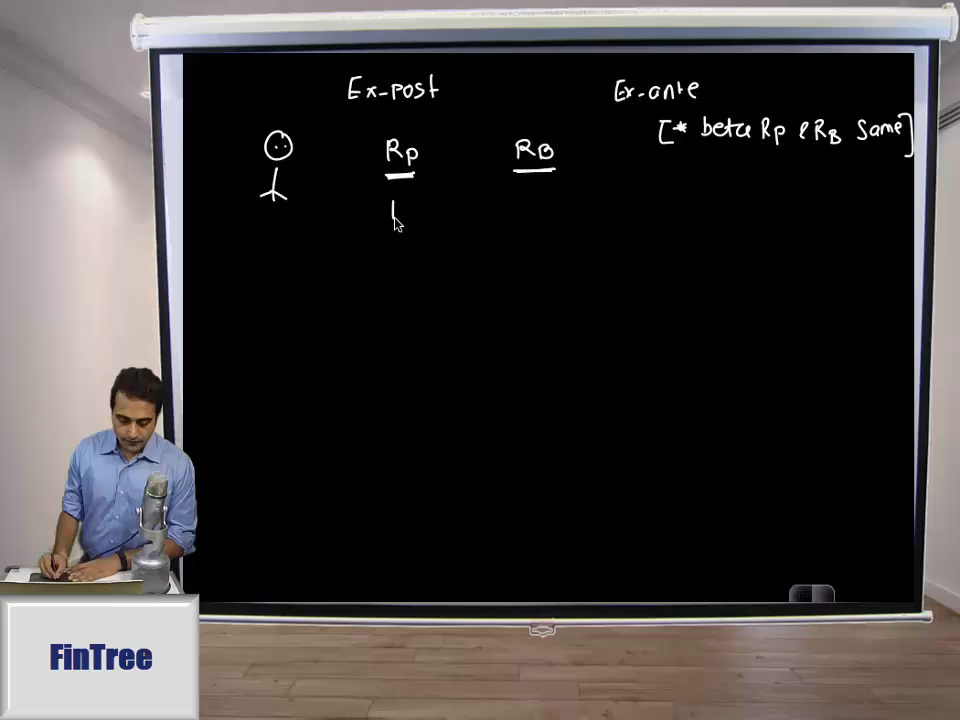 Ex-post Ex-ante
[* beta Rp & RB same]
Rp RB
FinTree